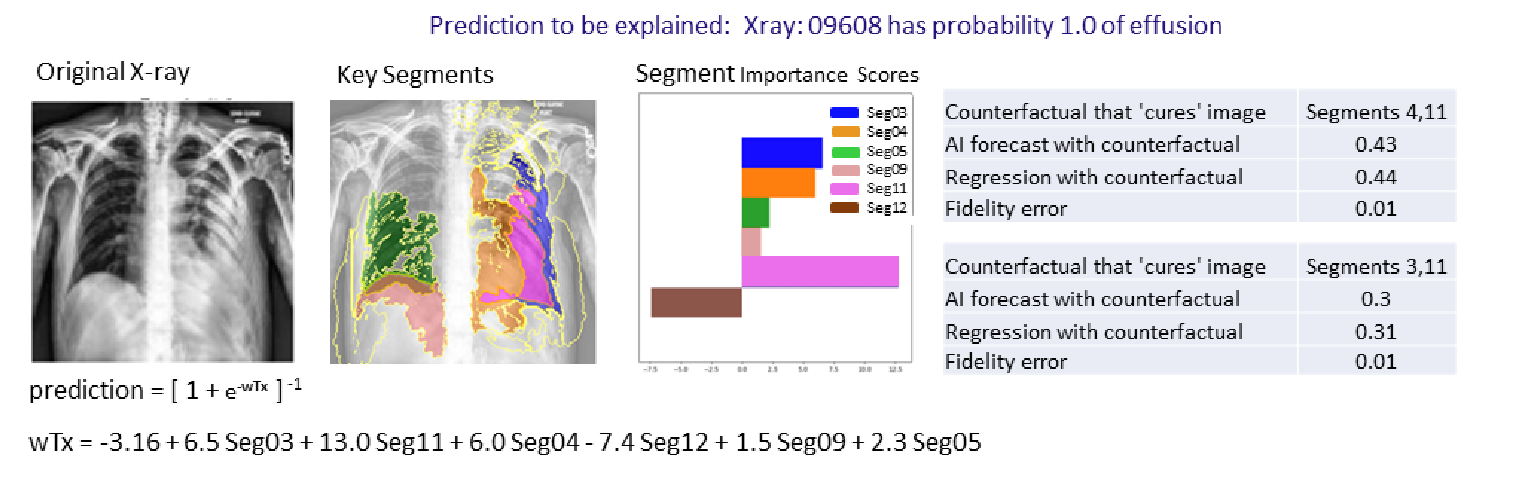 Prediction to be explained: Xray: 09608 has probability 1.0 of effusion
Original X-ray
Key Segments
Segment Importance Scores
Seg03
Seg04
Seg05
Seg09
Seg11
Seg12
-7.5 -5.0 -2.5 0.0 2.5 5.0 7.5 10.0 12.5
Counterfactual that 'cures' image Segments 4,11
AI forecast with counterfactual 0.43
Regression with counterfactual 0.44
Fidelity error 0.01
Counterfactual that 'cures' image Segments 3,11
AI forecast with counterfactual 0.3
Regression with counterfactual 0.31
Fidelity error 0.01
prediction = [ 1 + e-wTx ] -1
wTx = -3.16 + 6.5 Seg03 + 13.0 Seg11 + 6.0 Seg04 - 7.4 Seg12 + 1.5 Seg09 + 2.3 Seg05